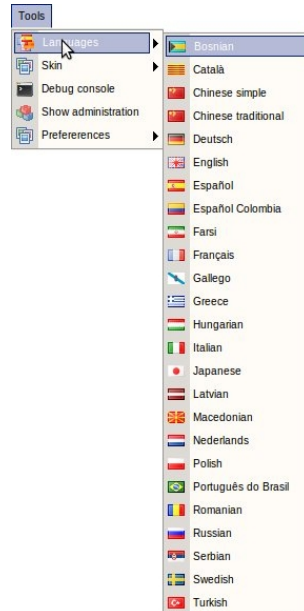 Tools
Languages
Skin
Debug console
Show administration
Prefererences
Bosnian
Català
Chinese simple
Chinese traditional
Deutsch
English
Español
Español Colombia
Farsi
Français
Gallego
Greece
Hungarian
Italian
Japanese
Latvian
Macedonian
Nederlands
Polish
Português do Brasil
Romanian
Russian
Serbian
Swedish
Turkish